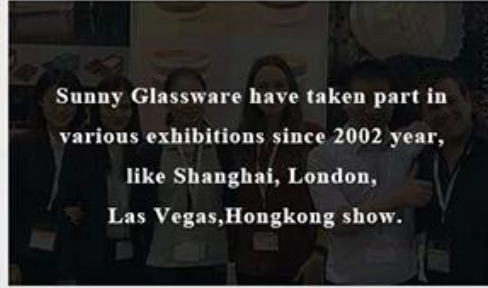 Sunny Glassware have taken part in
various exhibitions since 2002 year,
like Shanghai, London,
Las Vegas,Hongkong show.